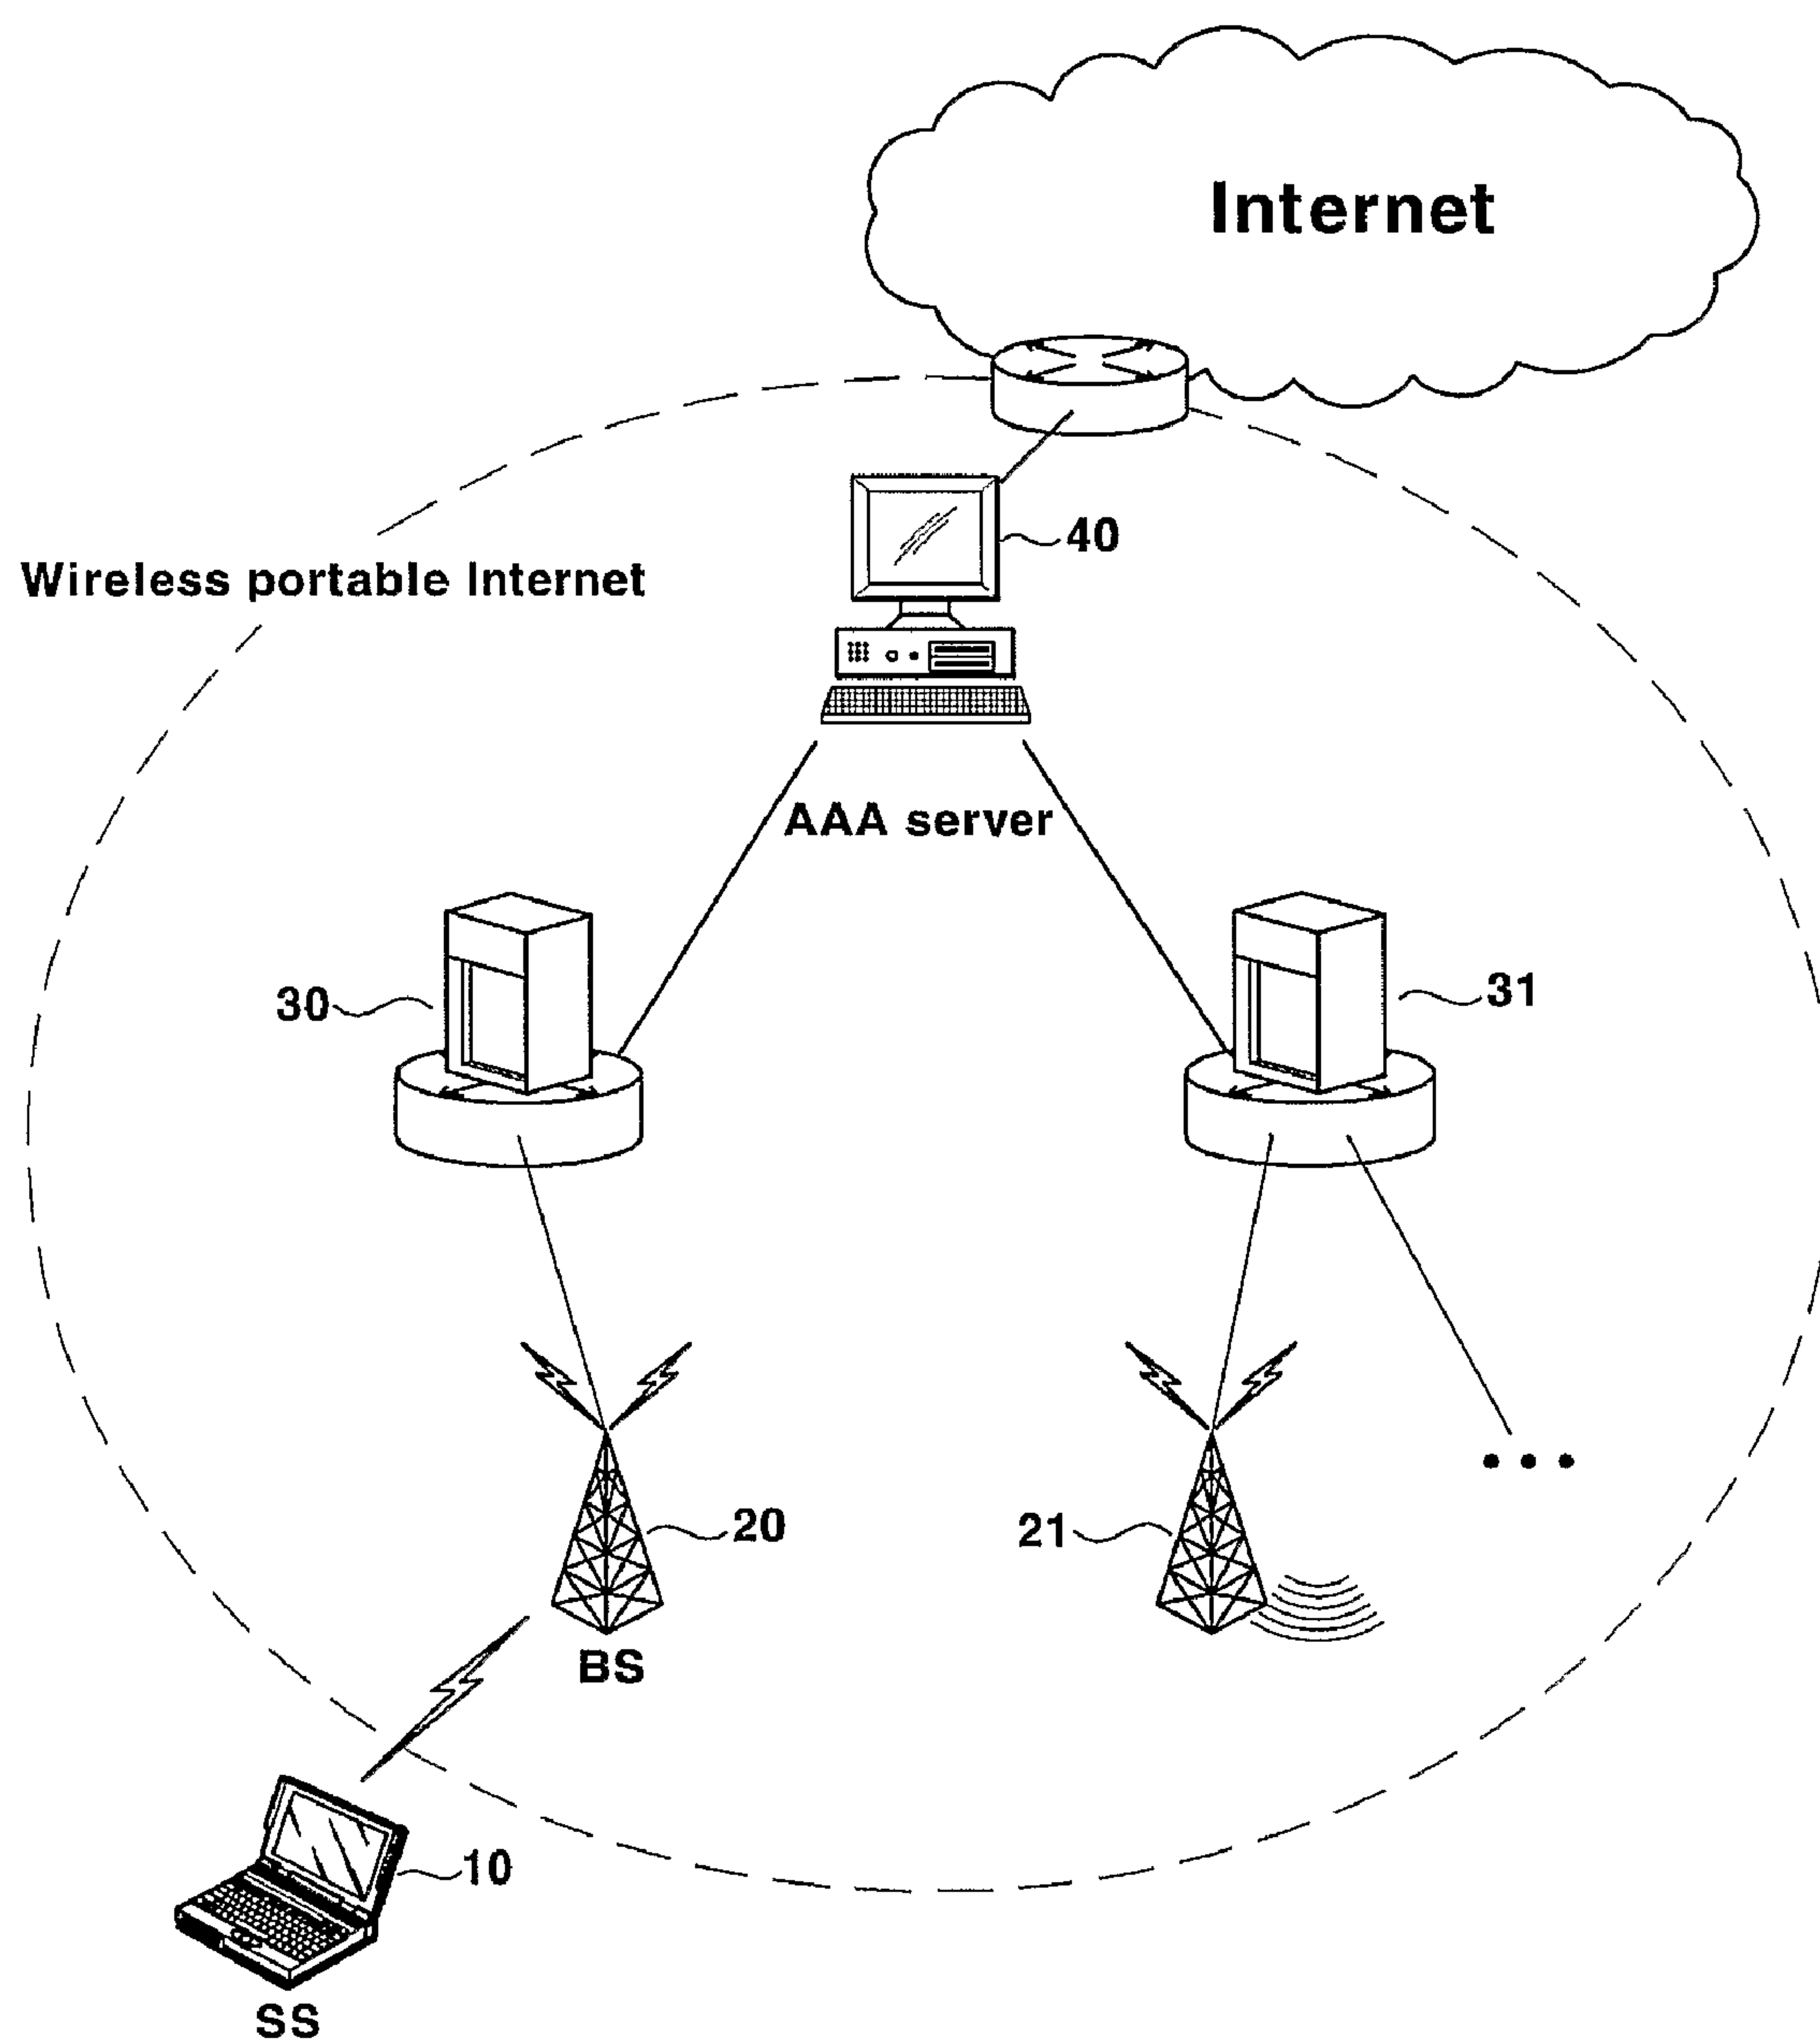 Internet
40
Wireless portable Internet
AAA server
30
31
20
21
BS
10
SS